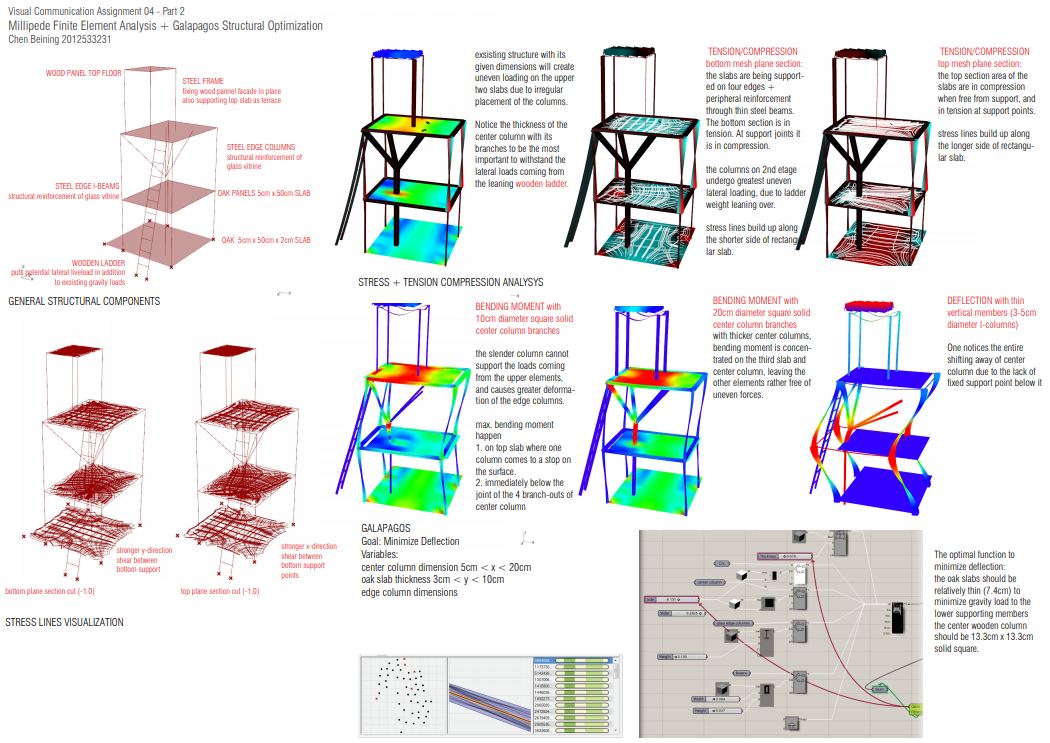 Visual Communication Assignment 04 - Part 2
Millipede Finite Element Analysis + Galapagos Structural Optimization
Chen Beining 2012533231
WOOD PANEL TOP FLOOR
STEEL FRAME
fixing wood pannel facade in place
also supporting top slab as terrace
STEEL EDGE COLUMNS
structural reinforcement of
glass vitrine
STEEL EDGE I-BEAMS
structural reinforcement of glass vitrine
OAK PANELS 5cm x 50cm SLAB
OAK 5cm x 50cm x 2cm SLAB
WOODEN LADDER
puts potential lateral liveload in addition
to exsisting gravity loads
GENERAL STRUCTURAL COMPONENTS
exsisting structure with its
given dimensions will create
uneven loading on the upper
two slabs due to irregular
placement of the columns.
Notice the thickness of the
center column with its
branches to be the most
important to withstand the
lateral loads coming from
the leaning wooden ladder.
TENSION/COMPRESSION
bottom mesh plane section:
the slabs are being support-
ed on four edges +
peripheral reinforcement
through thin steel beams.
The bottom section is in
tension. At support joints it
is in compression.
the columns on 2nd etage
undergo greatest uneven
lateral loading, due to ladder
weight leaning over.
stress lines build up along
the shorter side of rectangu-
lar slab.
TENSION/COMPRESSION
top mesh plane section:
the top section area of the
slabs are in compression
when free from support, and
in tension at support points.
stress lines build up along
the longer side of rectangu-
lar slab.
STRESS + TENSION COMPRESSION ANALYSYS
BENDING MOMENT with
10cm diameter square solid
center column branches
the slender column cannot
support the loads coming
from the upper elements,
and causes greater deforma-
tion of the edge columns.
max. bending moment
happen
1. on top slab where one
column comes to a stop on
the surface.
2. immediately below the
joint of the 4 branch-outs of
center column
BENDING MOMENT with
20cm diameter square solid
center column branches
with thicker center columns,
bending moment is concen-
trated on the third slab and
center column, leaving the
other elements rather free of
uneven forces.
DEFLECTION with thin
vertical members (3-5cm
diameter I-columns)
One notices the entire
shifting away of center
column due to the lack of
fixed support point below it
stronger y-direction
shear between
bottom support
bottom plane section cut (-1.0)
stronger x-direction
shear between
bottom support
points
top plane section cut (-1.0)
STRESS LINES VISUALIZATION
GALAPAGOS
Goal: Minimize Deflection
Variables:
center column dimension 5cm < x < 20cm
oak slab thickness 3cm < y < 10cm
edge column dimensions
The optimal function to
minimize deflection:
the oak slabs should be
relatively thin (7.4cm) to
minimize gravity load to the
lower supporting members
the center wooden column
should be 13.3cm x 13.3cm
solid square.